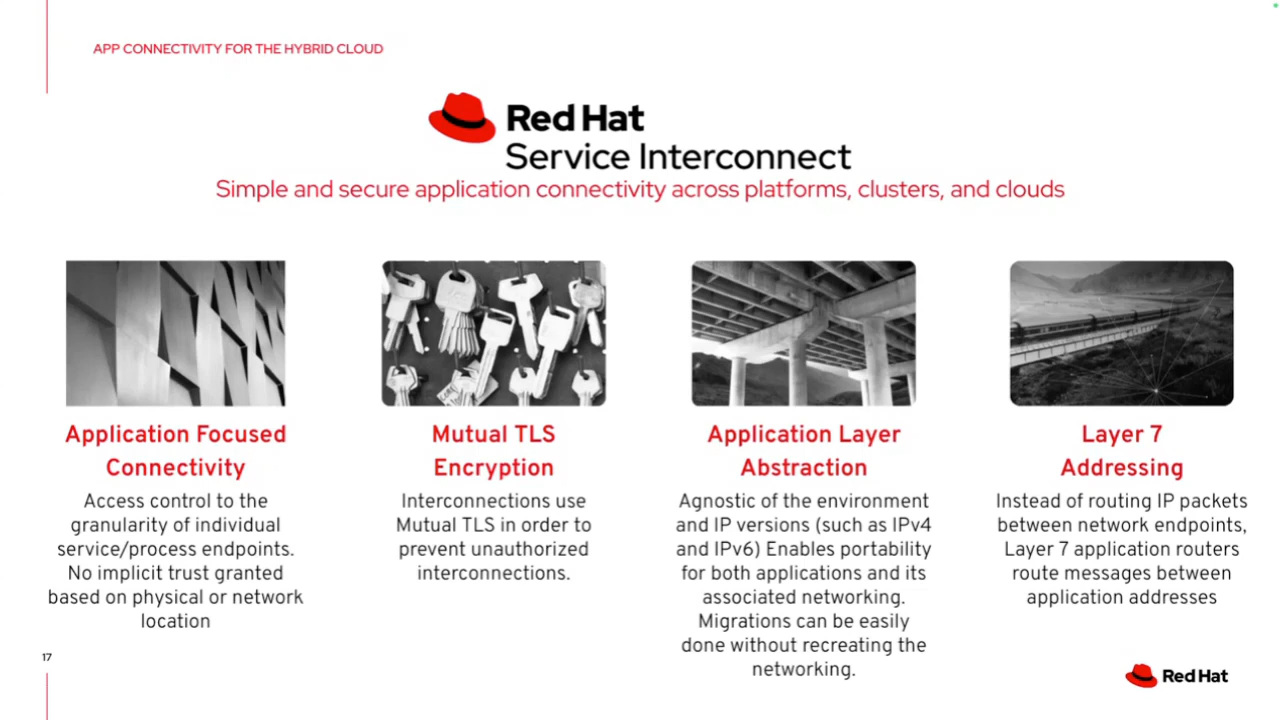 APP CONNECTIVITY FOR THE HYBRID CLOUD
Red Hat
Service Interconnect
Simple and secure application connectivity across platforms, clusters, and clouds
Application Focused
Connectivity
Access control to the
granularity of individual
service/process endpoints.
No implicit trust granted
based on physical or network
location
Mutual TLS
Encryption
Interconnections use
Mutual TLS in order to
prevent unauthorized
interconnections.
Application Layer
Abstraction
Agnostic of the environment
and IP versions (such as IPv4
and IPv6) Enables portability
for both applications and its
associated networking.
Migrations can be easily
done without recreating the
networking.
Layer 7
Addressing
Instead of routing IP packets
between network endpoints,
Layer 7 application routers
route messages between
application addresses
17
Red Hat